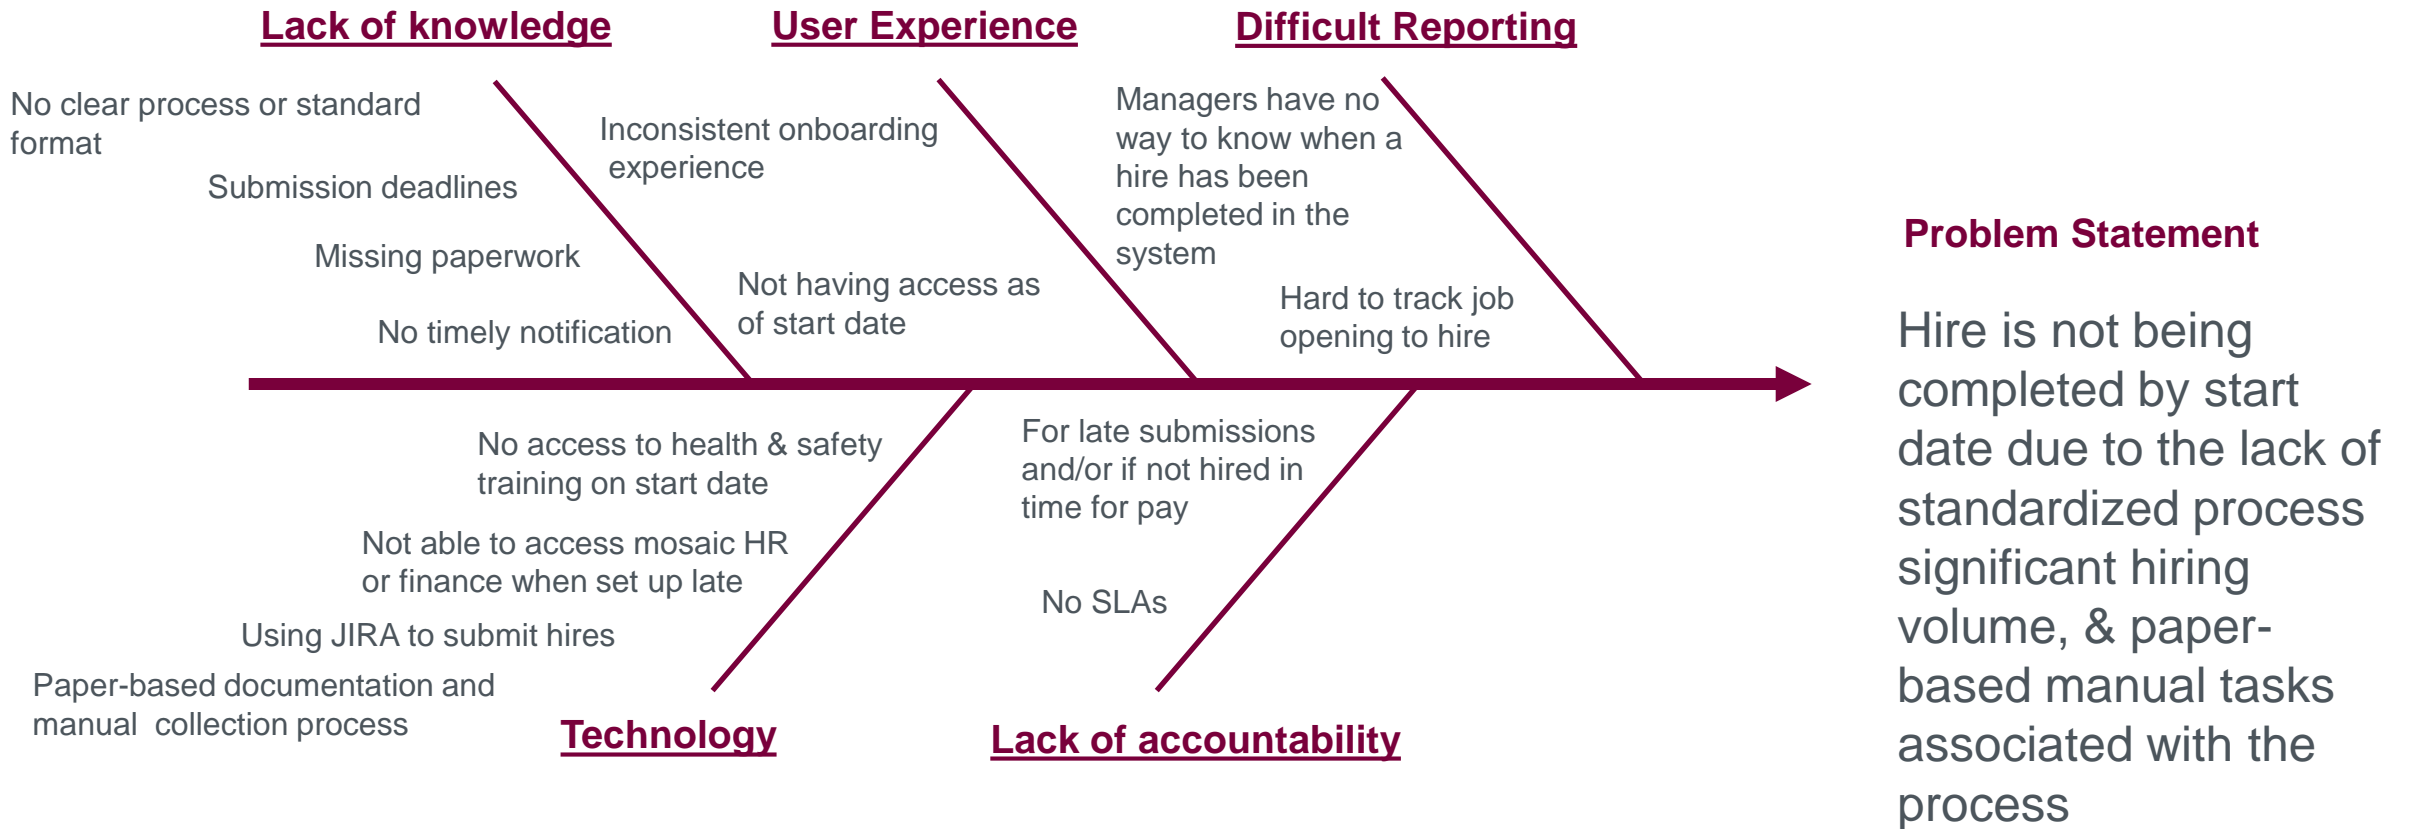 Lack of knowledge
No clear process or standard
format
Submission deadlines
Missing paperwork
No timely notification
User Experience
Inconsistent onboarding
experience
Not having access as
of start date
Difficult Reporting
Managers have no
way to know when a
hire has been
completed in the
system
Hard to track job
opening to hire
No access to health & safety
training on start date
Not able to access mosaic HR
or finance when set up late
Using JIRA to submit hires
Paper-based documentation and
manual collection process
Technology
For late submissions
and/or if not hired in
time for pay
No SLAs
Lack of accountability
Problem Statement
Hire is not being
completed by start
date due to the lack of
standardized process
significant hiring
volume, & paper-
based manual tasks
associated with the
process